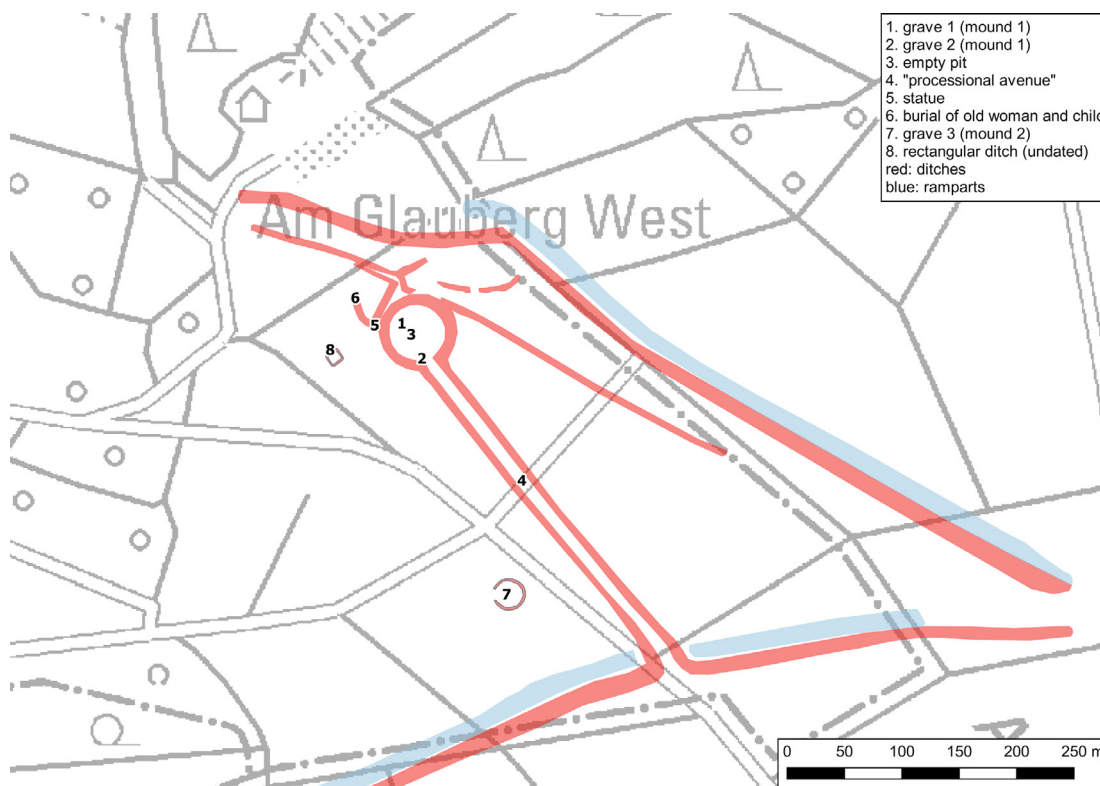 1. grave 1 (mound 1)
2. grave 2 (mound 1)
3. empty pit
4. "processional avenue"
5. statue
6. burial of old woman and child
7. grave 3 (mound 2)
8. rectangular ditch (undated)
red: ditches
blue: ramparts
Am Glauberg West
6
5
1
3
8
2
4
7
A
0 50 100 150 200 250 m